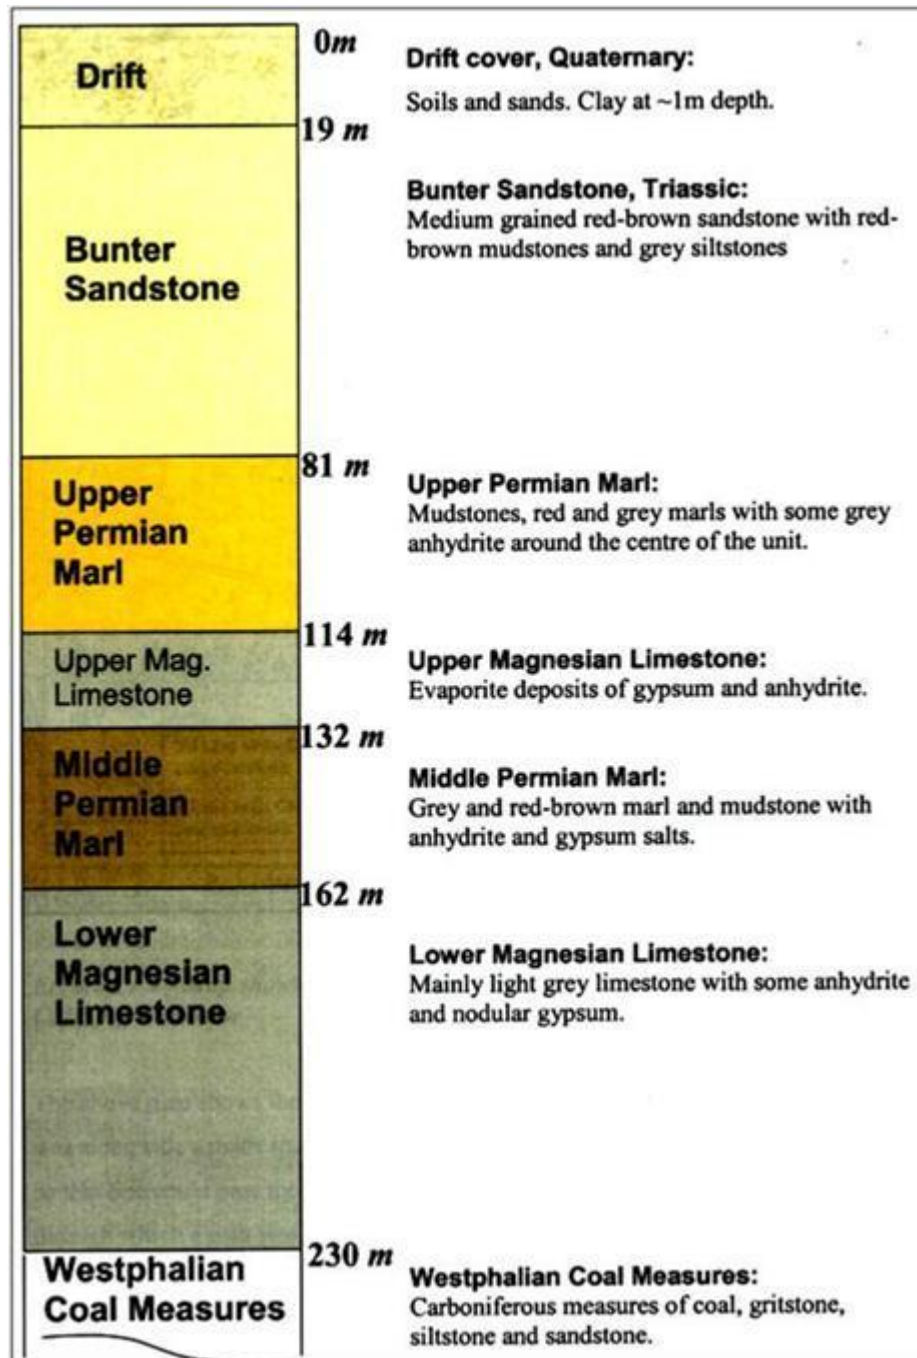 0m
Drift
Drift cover, Quaternary:
Soils and sands. Clay at ~1m depth.
19 m
Bunter Sandstone, Triassic:
Medium grained red-brown sandstone with red-
brown mudstones and grey siltstones
Bunter
Sandstone
81 m
Upper
Permian
Marl
Upper Permian Marl:
Mudstones, red and grey marls with some grey
anhydrite around the centre of the unit.
114 m
Upper Mag.
Limestone
Upper Magnesian Limestone:
Evaporite deposits of gypsum and anhydrite.
132 m
Middle
Permian
Marl
Middle Permian Marl:
Grey and red-brown marl and mudstone with
anhydrite and gypsum salts.
162 m
Lower
Magnesian
Limestone
Lower Magnesian Limestone:
Mainly light grey limestone with some anhydrite
and nodular gypsum.
230 m
Westphalian
Coal Measures
Westphalian Coal Measures:
Carboniferous measures of coal, gritstone,
siltstone and sandstone.